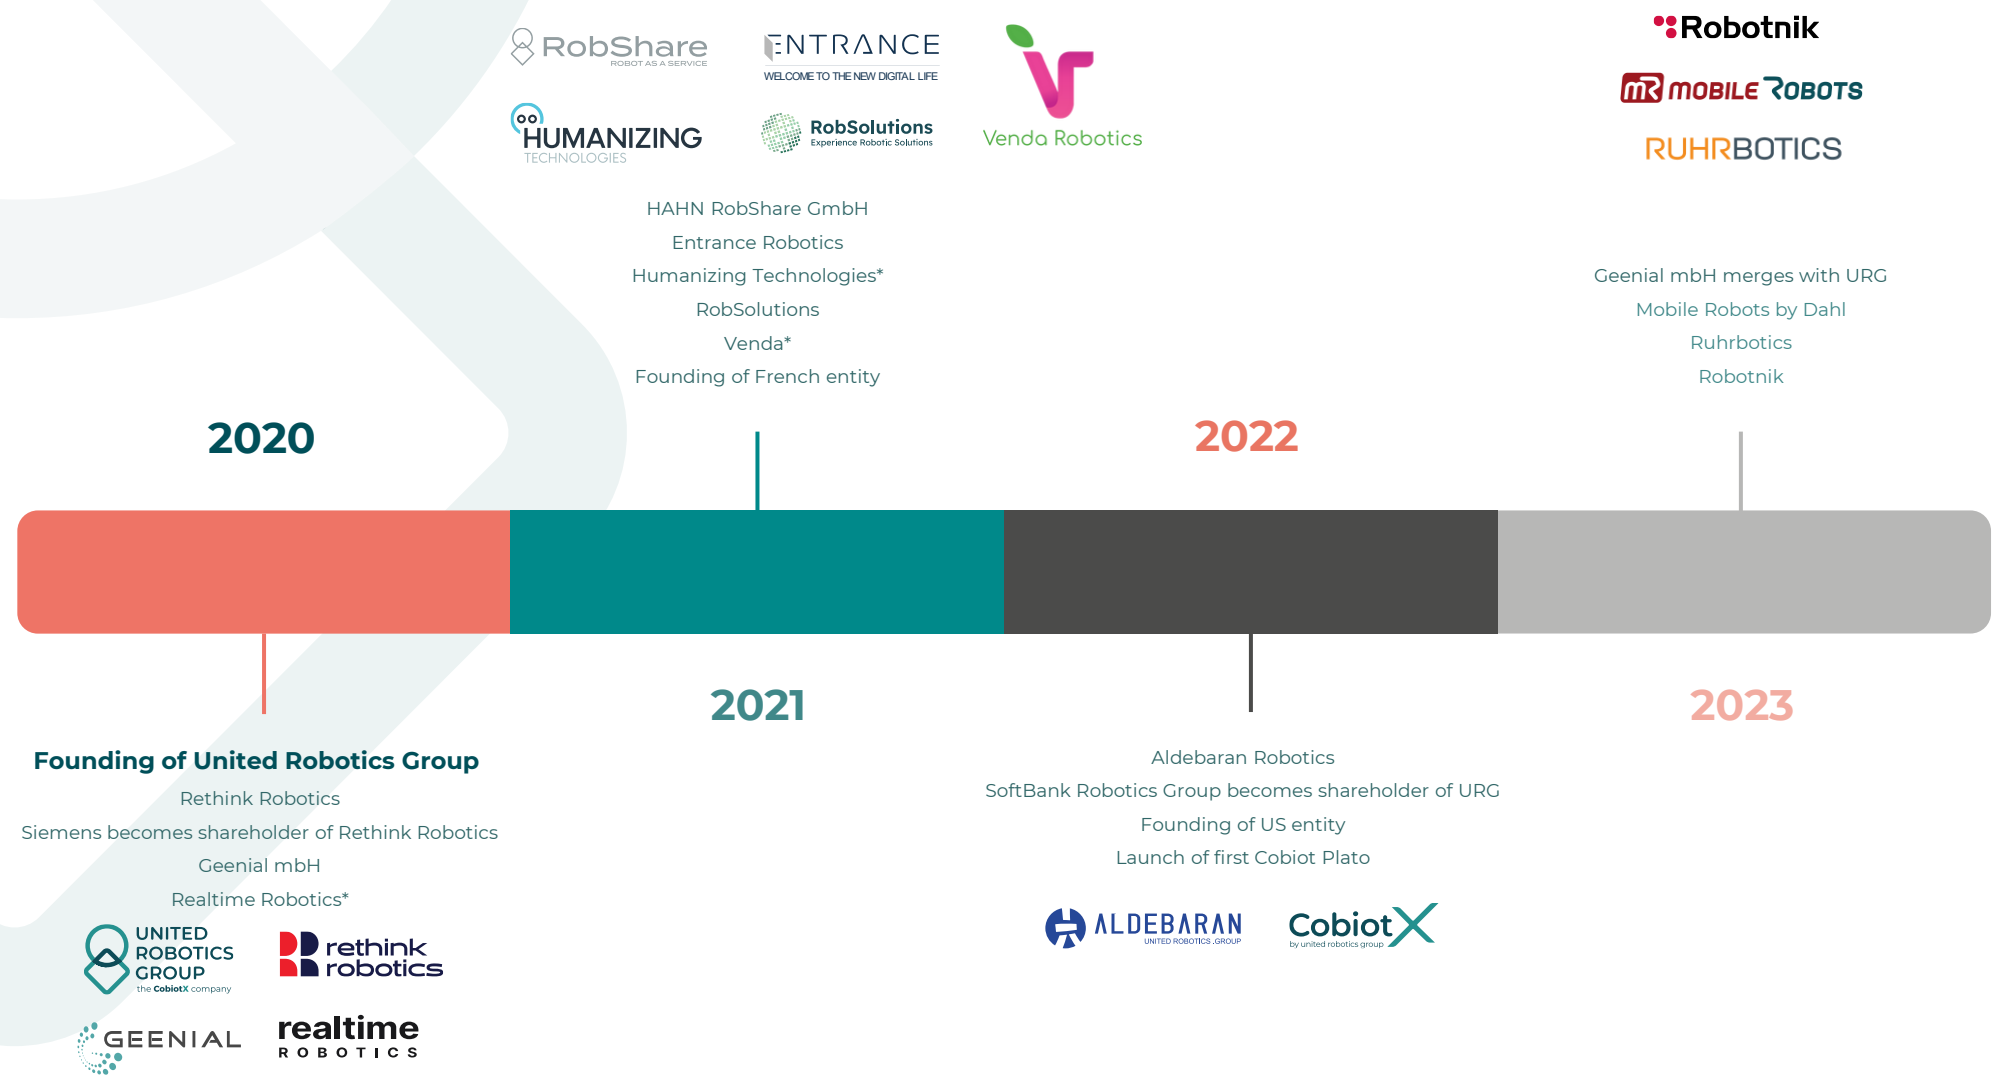 RobShare
ROBOT AS A SERVICE
ENTRANCE
WELCOME TO THE NEW DIGITAL LIFE
HUMANIZING
TECHNOLOGIES
RobSolutions
Experience Robotic Solutions
Venda Robotics
Robotnik
mR MOBILE ROBOTS
RUHRBOTICS
HAHN RobShare GmbH
Entrance Robotics
Humanizing Technologies*
RobSolutions
Venda*
Founding of French entity
Geenial mbH merges with URG
Mobile Robots by Dahl
Ruhrbotics
Robotnik
2020
2022
2021
2023
Founding of United Robotics Group
Rethink Robotics
Siemens becomes shareholder of Rethink Robotics
Geenial mbH
Realtime Robotics*
UNITED
ROBOTICS
GROUP
the CobiotX company
rethink
robotics
GEENIAL
realtime
ROBOTICS
Aldebaran Robotics
SoftBank Robotics Group becomes shareholder of URG
Founding of US entity
Launch of first Cobiot Plato
ALDEBARAN
UNITED ROBOTICS .GROUP
CobiotX
by united robotics group